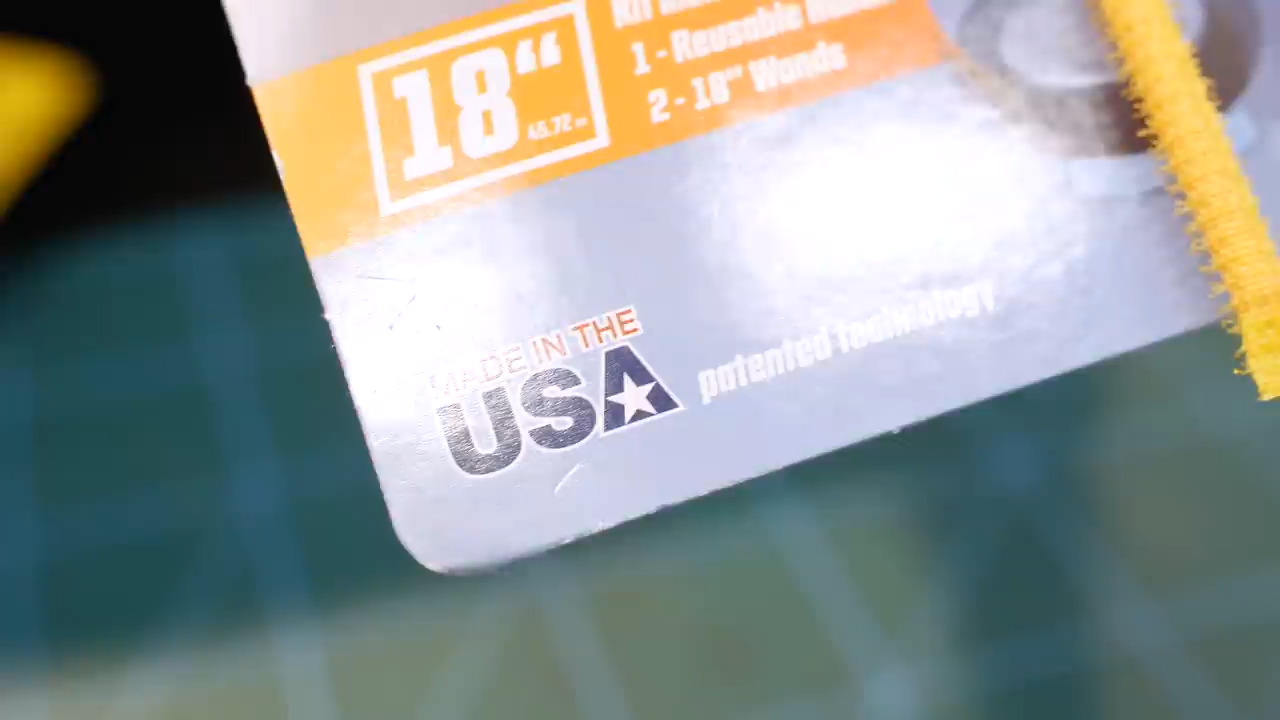 18“
45.72 cm
1 - Reusable
2 - 18" Wands
MADE IN THE
USA
patented technology